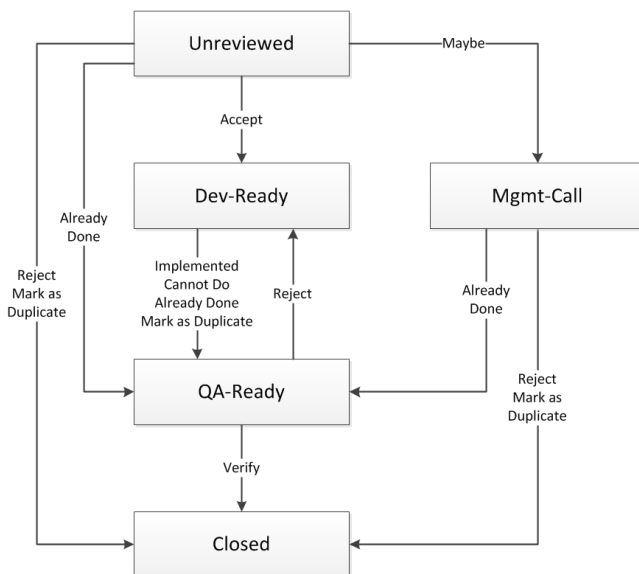 Unreviewed
Maybe
Accept
Dev-Ready
Mgmt-Call
Already
Done
Implemented
Cannot Do
Already Done
Mark as Duplicate
Reject
Already
Done
Reject
Mark as
Duplicate
QA-Ready
Reject
Mark as
Duplicate
Verify
Closed